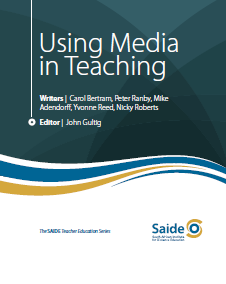 Using Media
in Teaching
Writers | Carol Bertram, Peter Ranby, Mike
Adendorff, Yvonne Reed, Nicky Roberts
Editor | John Gultig
The SAIDE Teacher Education Series
Saide
South African Institute
for Distance Education